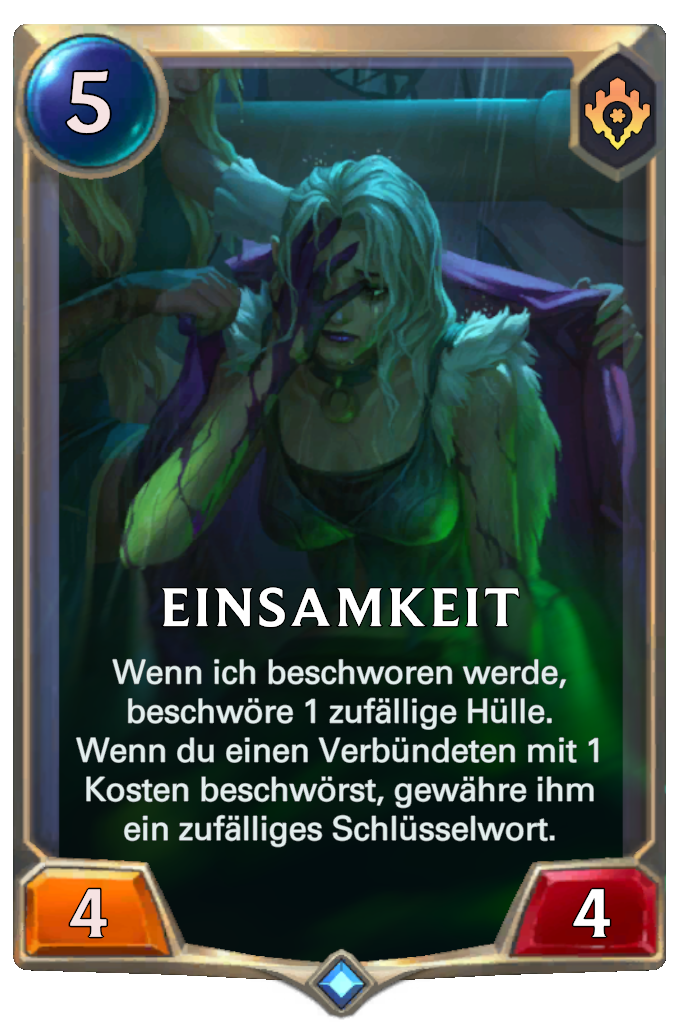 5
EINSAMKEIT
Wenn ich beschworen werde,
beschwöre 1 zufällige Hülle.
Wenn du einen Verbündeten mit 1
Kosten beschwörst, gewähre ihm
ein zufälliges Schlüsselwort.
4
4